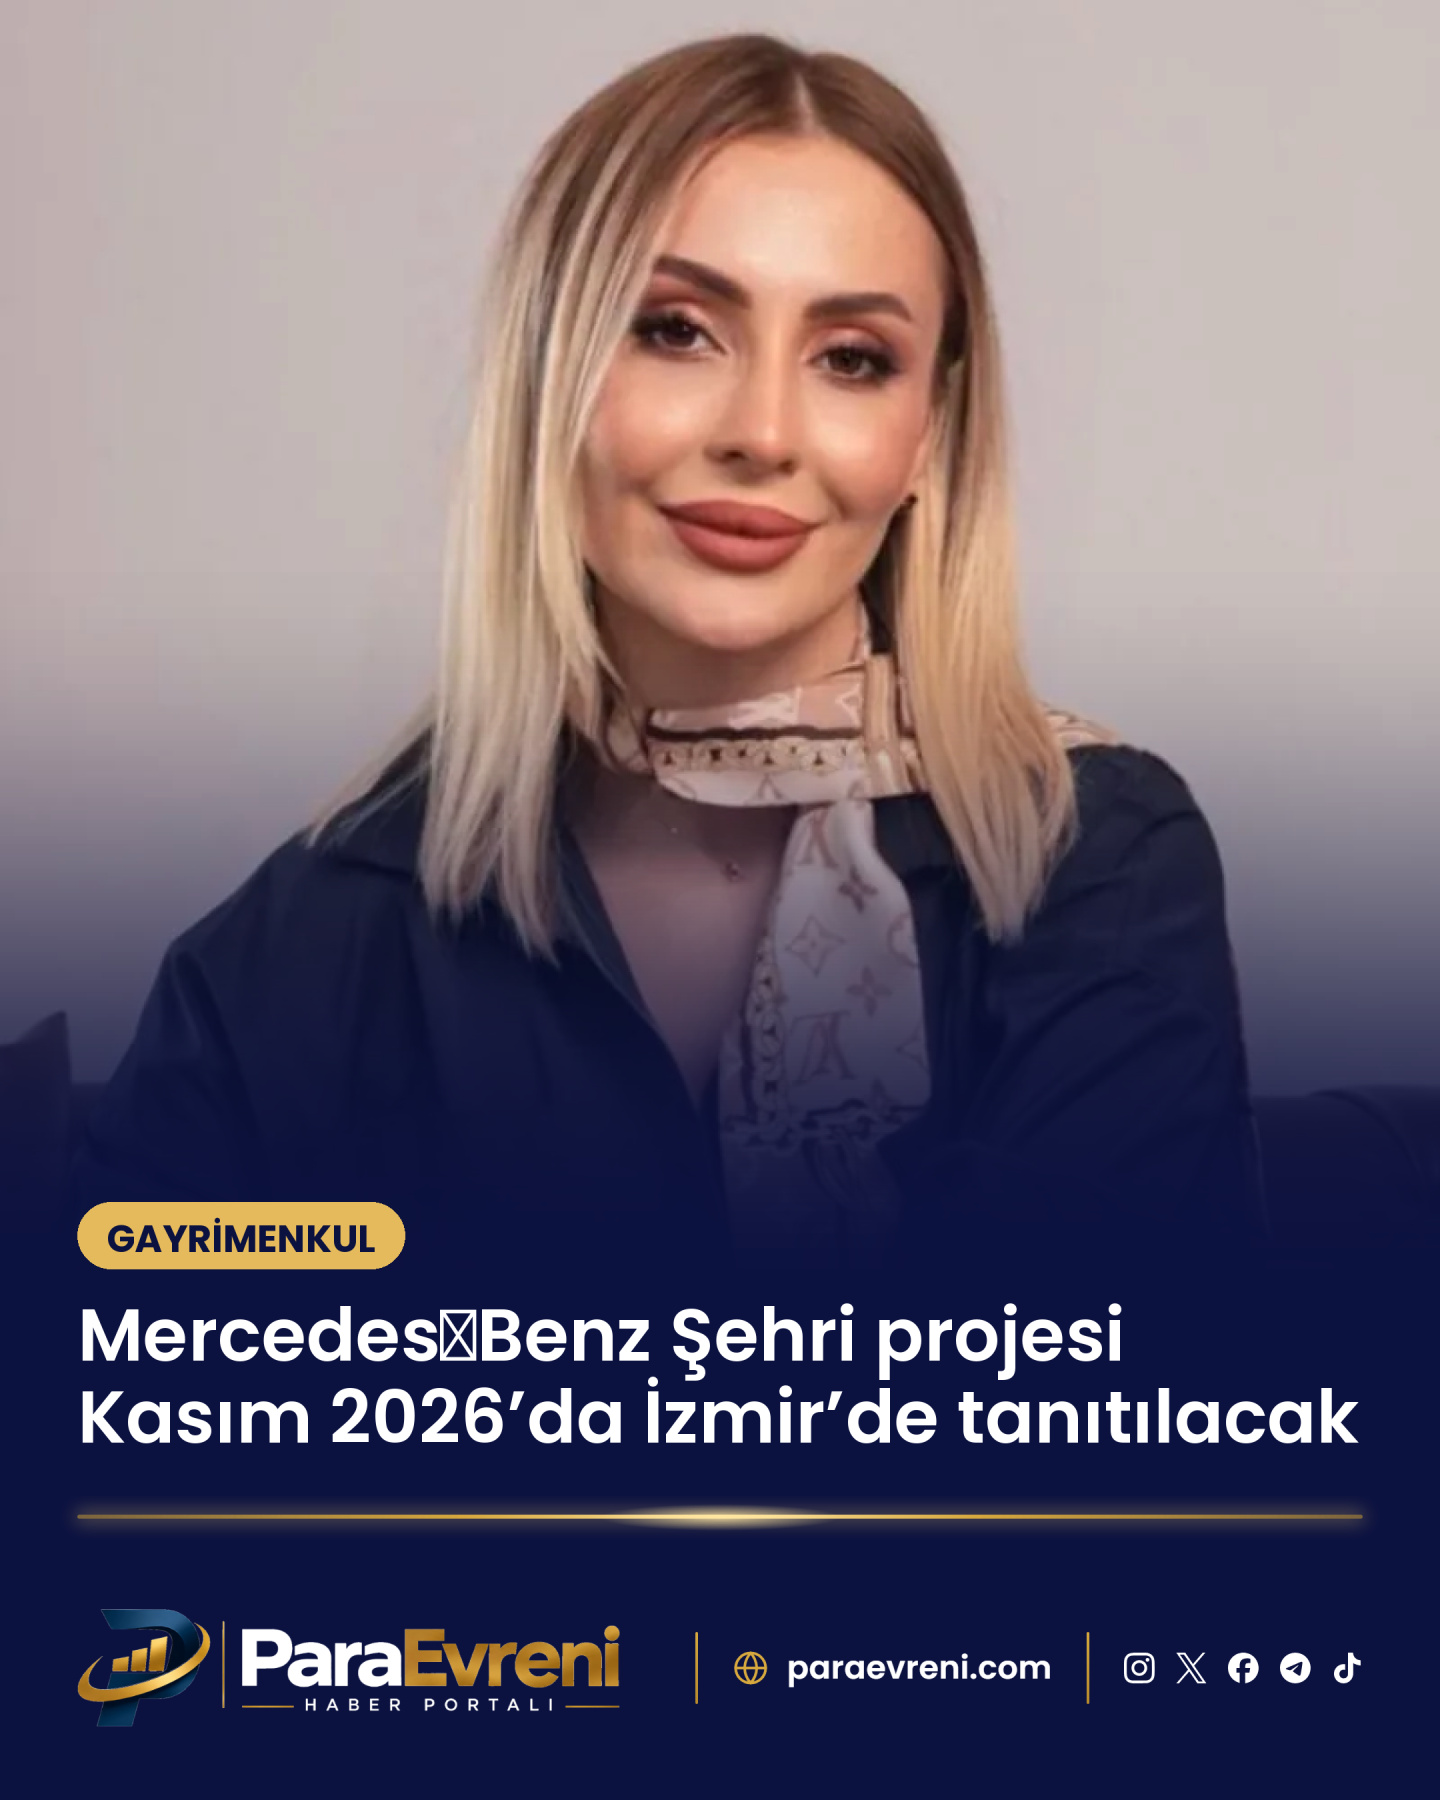 GAYRİMENKUL
Mercedes☒Benz Şehri projesi
Kasım 2026’da İzmir’de tanıtılacak
ParaEvreni
HABER PORTALI
paraevreni.com